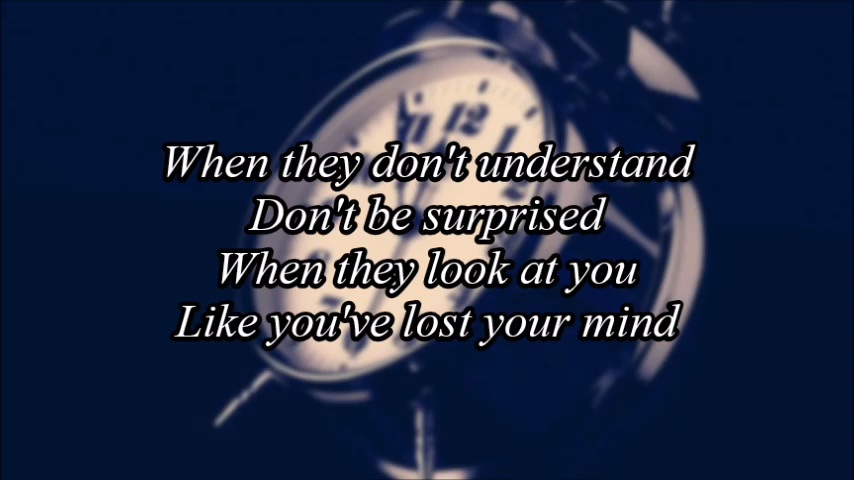 When they don't understand
Don't be surprised
When they look at you
Like you've lost your mind